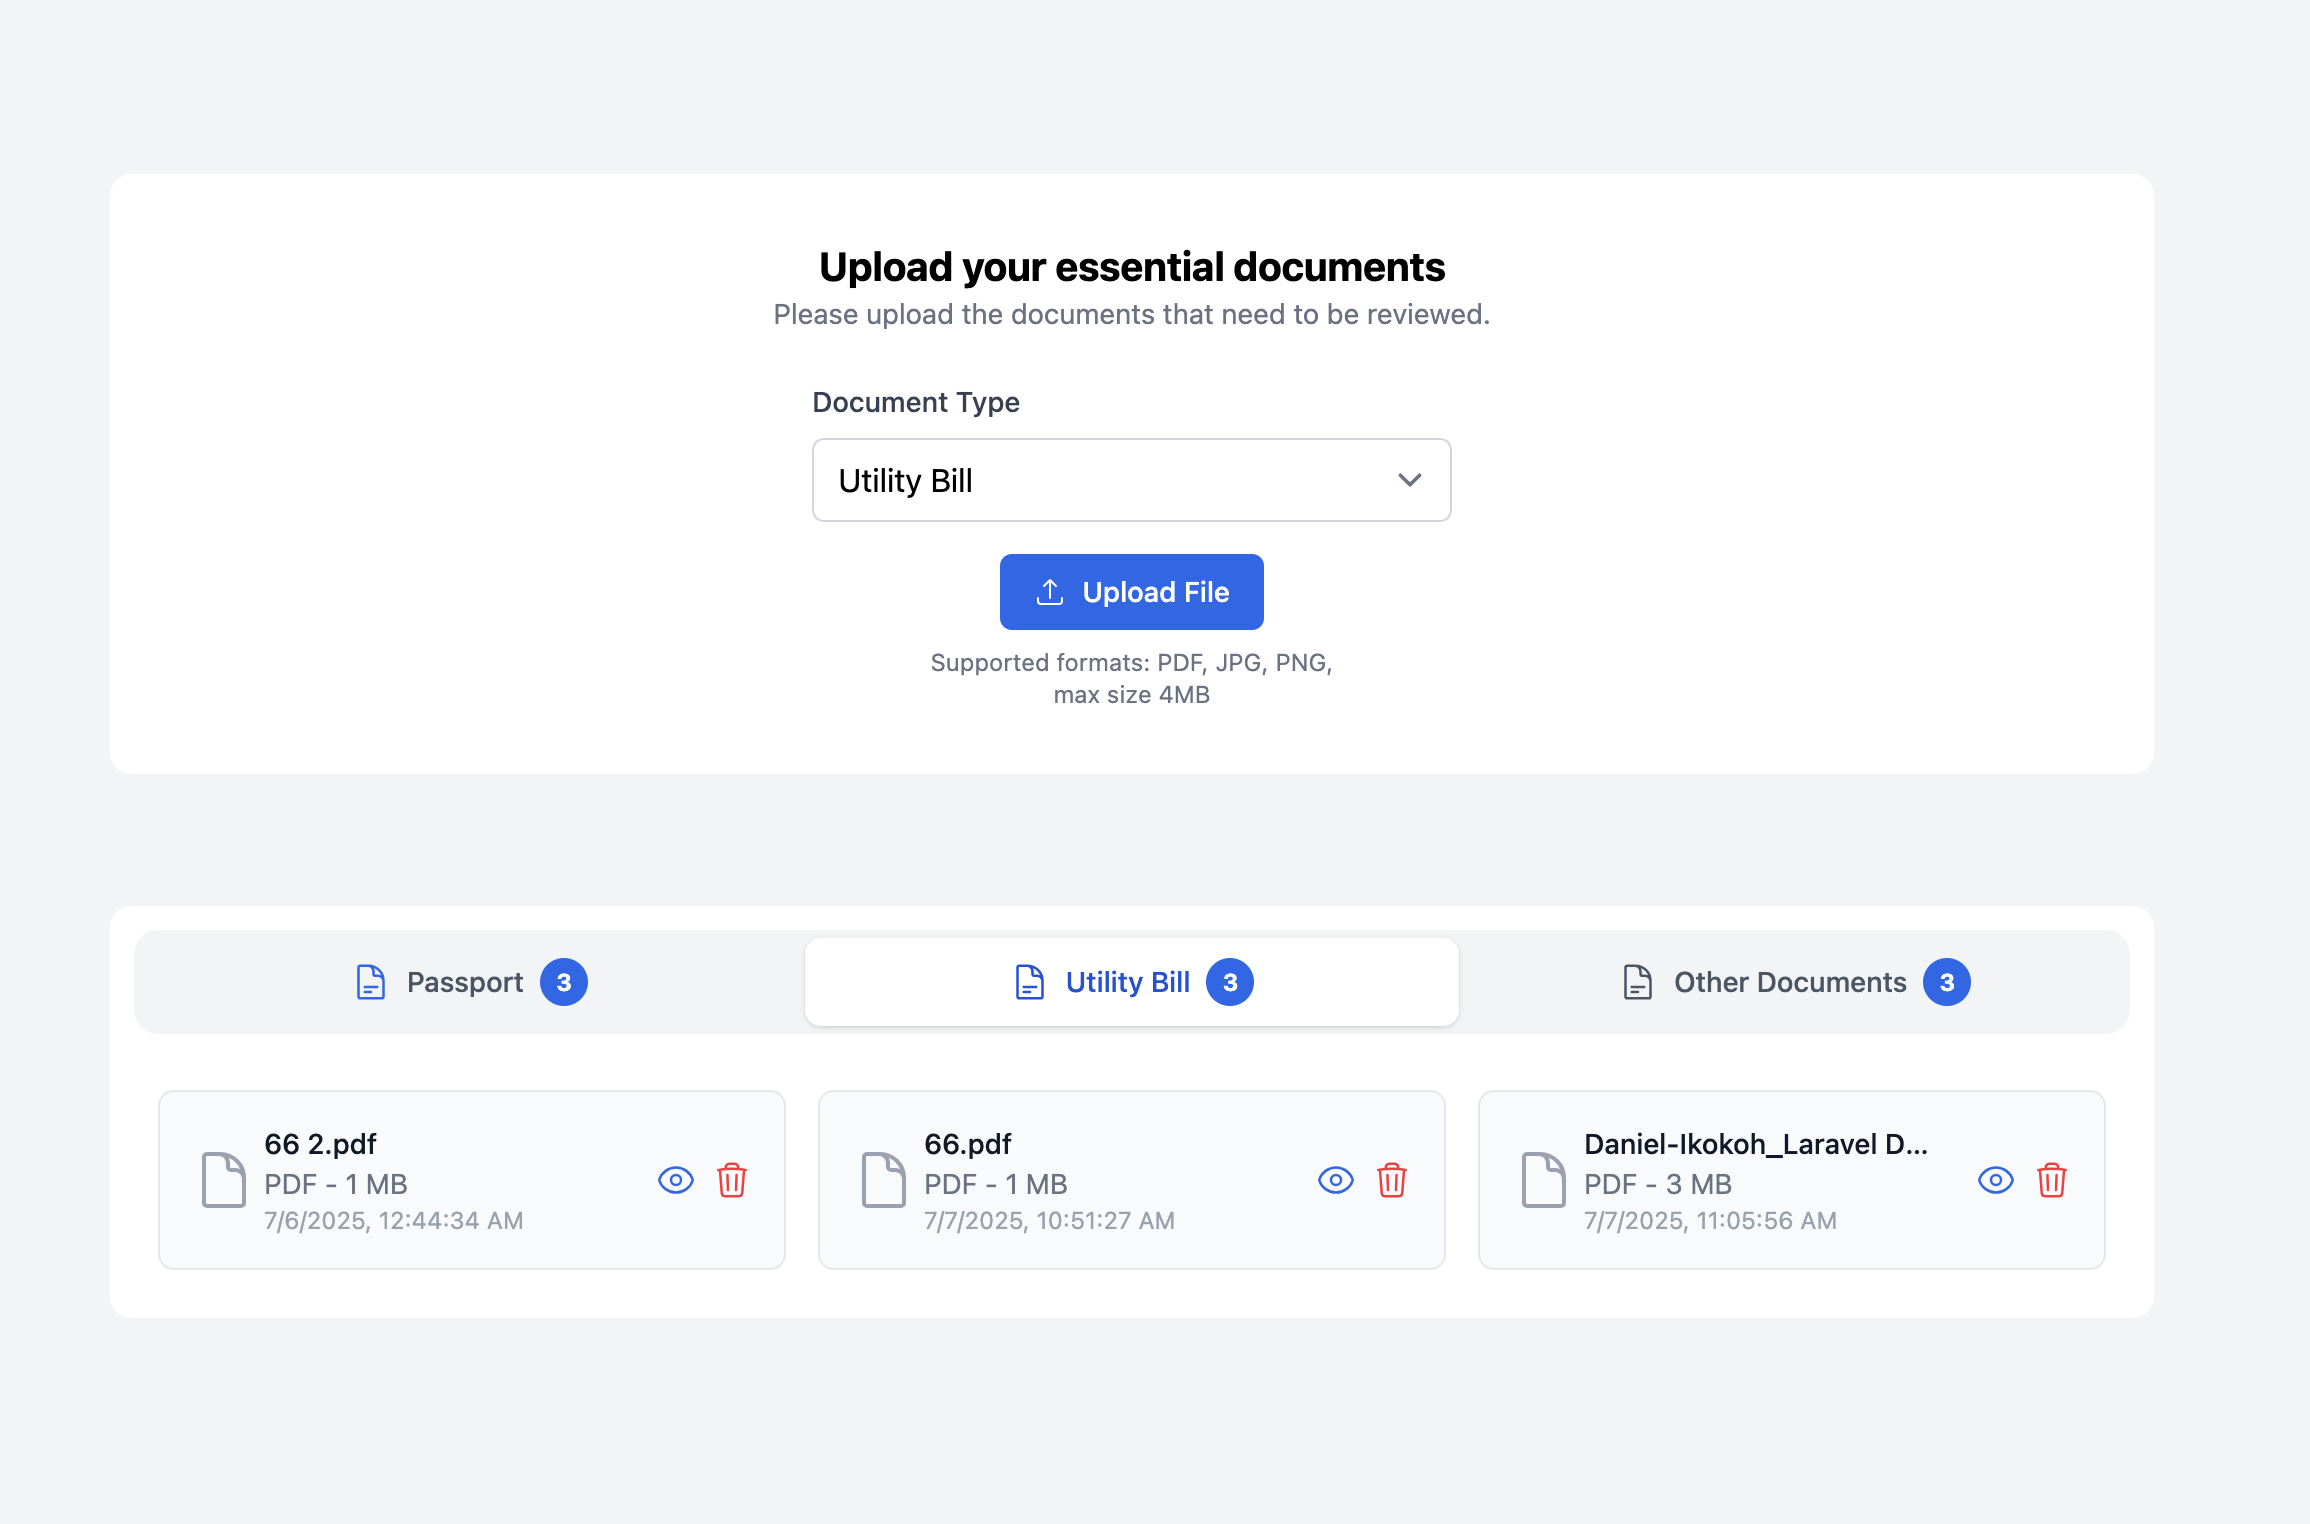 Upload your essential documents
Please upload the documents that need to be reviewed.
Document Type
Utility Bill
Upload File
Supported formats: PDF, JPG, PNG,
max size 4MB
Passport 3
Utility Bill 3
Other Documents 3
66 2.pdf
PDF - 1 MB
7/6/2025, 12:44:34 AM
66.pdf
PDF - 1 MB
7/7/2025, 10:51:27 AM
Daniel-Ikokoh_Laravel D...
PDF - 3 MB
7/7/2025, 11:05:56 AM